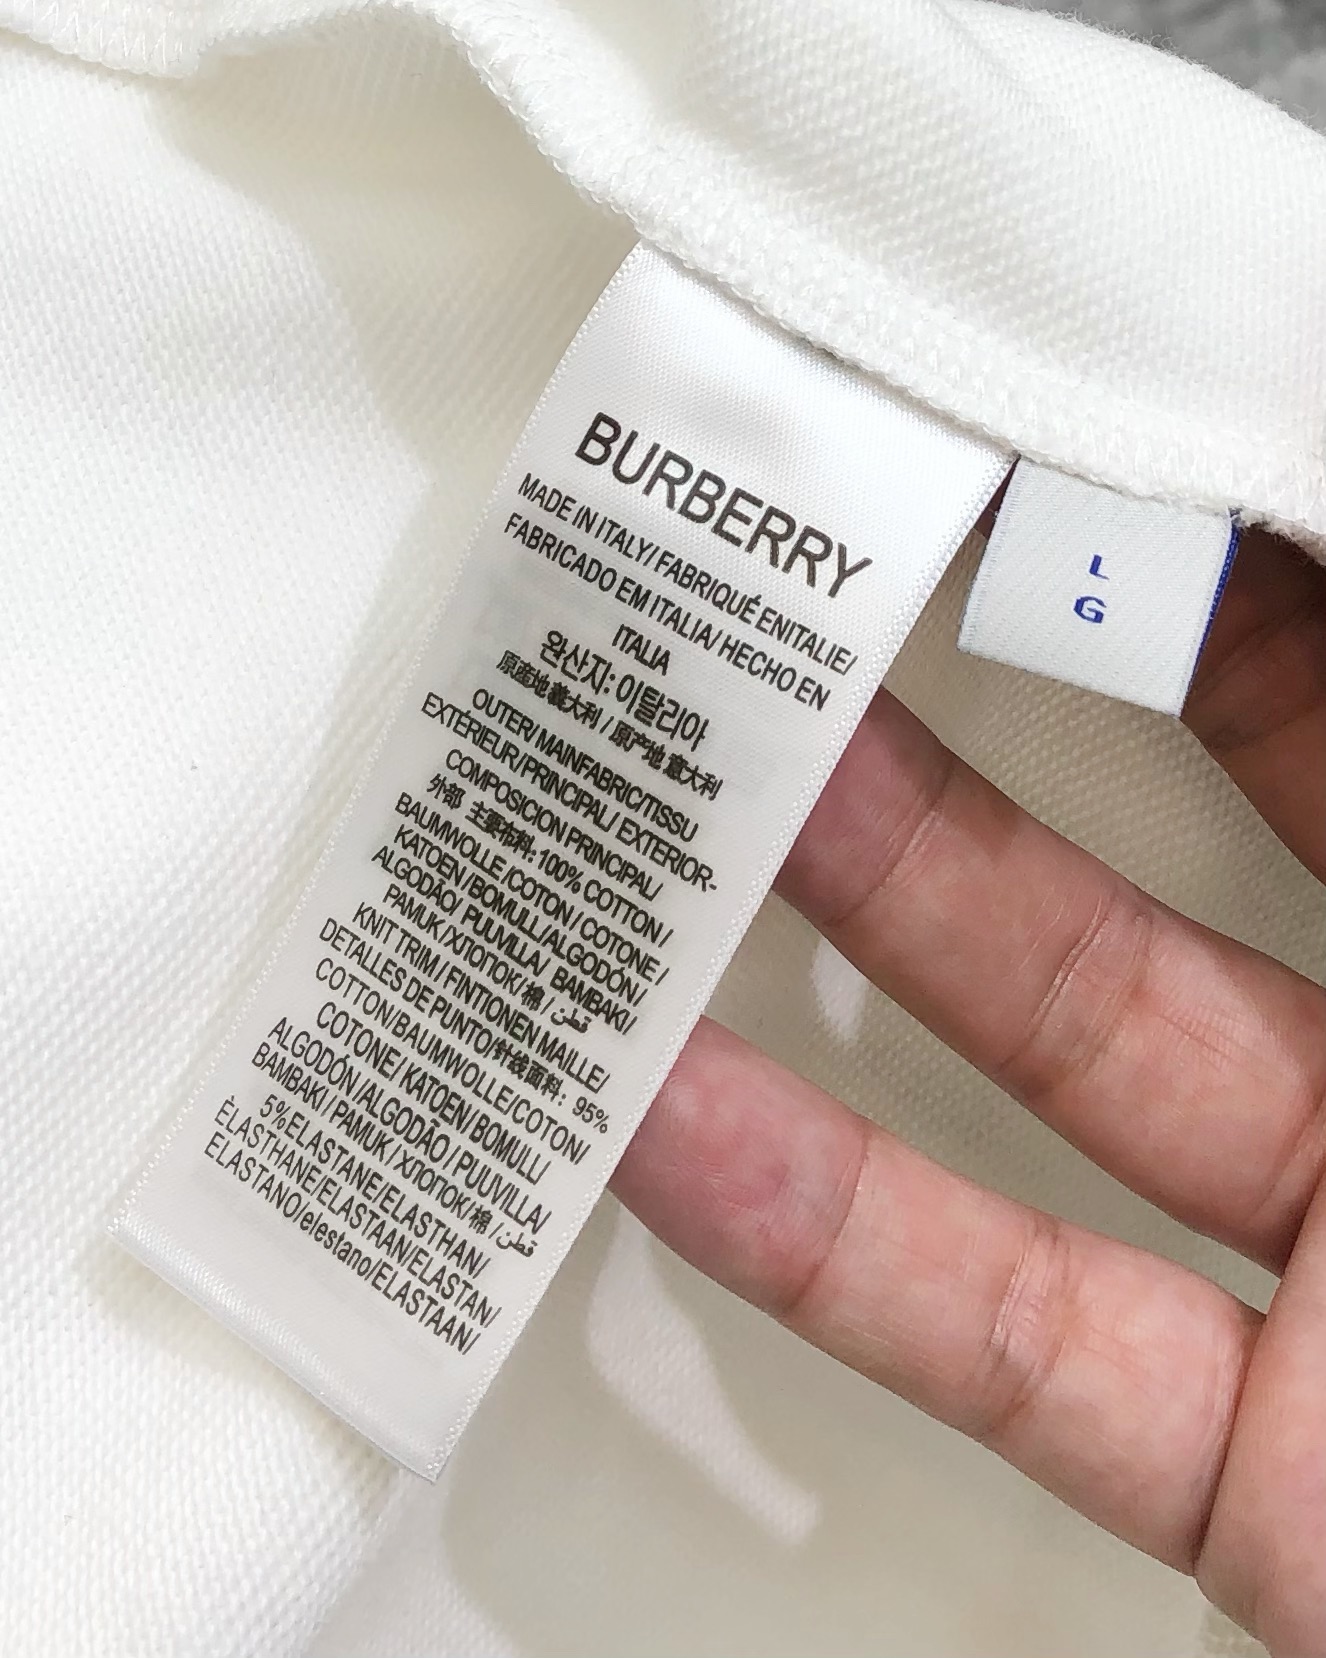 BURBERRY
MADE IN ITALY/FABRIQUÉ ENITALIE/
FABRICADO EM ITALIA/HECHO EN
ITALIA
완산지: 이탈리아
原産地 義大利 / 原产地 意大利
OUTER/ MAINFABRIC/TISSU
EXTÉRIEUR/PRINCIPAL/ EXTERIOR-
COMPOSICION PRINCIPAL/
外部 主要布料: 100% COTTON /
BAUMWOLLE /COTON / COTONE /
KATOEN /BOMULL/ALGODÓN/
ALGODÃO/ PUUVILLA/ BAMBAKI/
PAMUK /ХЛОПОК/ 棉 / قطن
KNIT TRIM / FINTIONEN MAILLE/
DETALLES DE PUNTO/针线面料: 95%
COTTON/BAUMWOLLE/COTON/
COTONE/ KATOEN/ BOMULL/
ALGODÓN /ALGODÃO / PUUVILLA/
BAMBAKI / PAMUK / ХЛОПОК/棉 / قطن
5%ELASTANE/ELASTHAN/
ÈLASTHANE/ELASTAAN/ELASTAN/
ELASTANO/elestano/ELASTAAN/
L
G